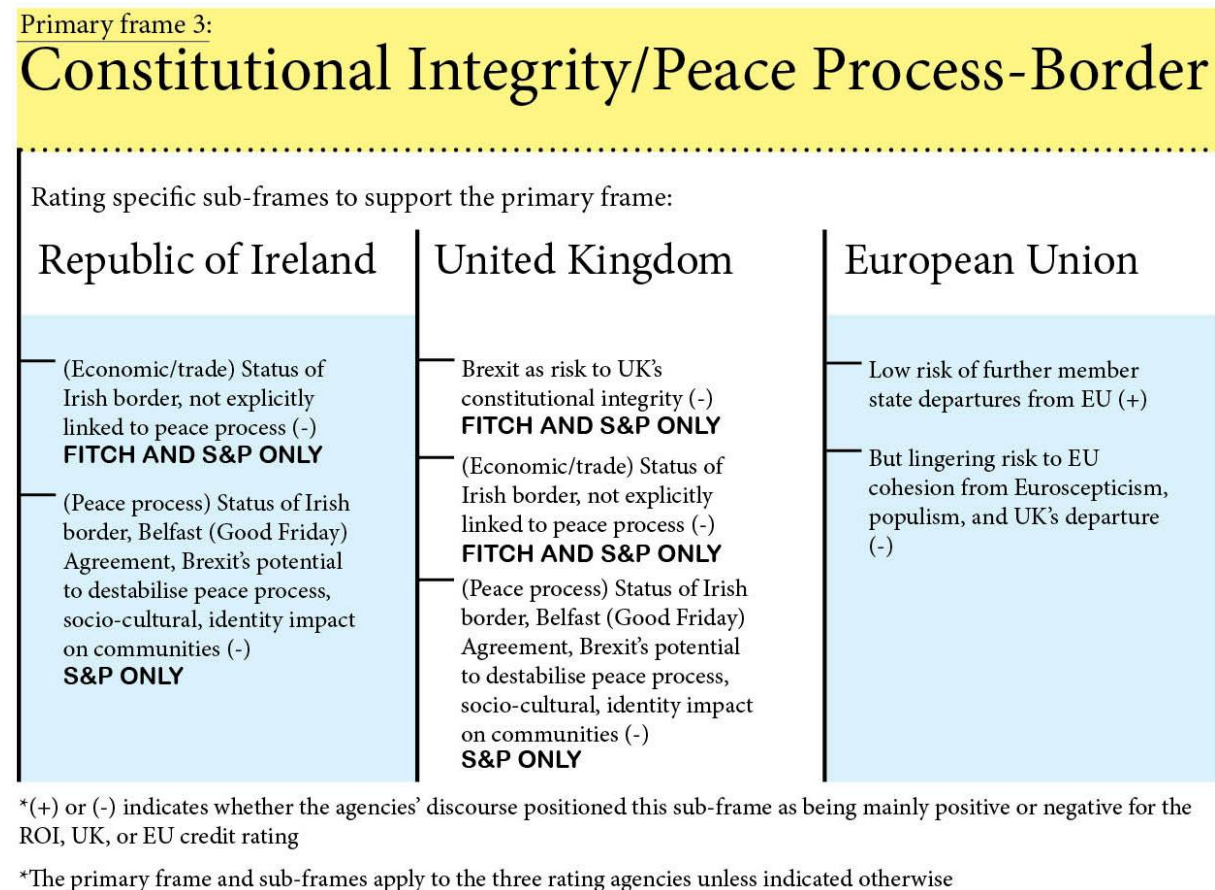 Primary frame 3:
Constitutional Integrity/Peace Process-Border
Rating specific sub-frames to support the primary frame:
Republic of Ireland
(Economic/trade) Status of
Irish border, not explicitly
linked to peace process (-)
FITCH AND S&P ONLY
(Peace process) Status of Irish
border, Belfast (Good Friday)
Agreement, Brexit's potential
to destabilise peace process,
socio-cultural, identity impact
on communities (-)
S&P ONLY
United Kingdom
Brexit as risk to UK's
constitutional integrity (-)
FITCH AND S&P ONLY
(Economic/trade) Status of
Irish border, not explicitly
linked to peace process (-)
FITCH AND S&P ONLY
(Peace process) Status of Irish
border, Belfast (Good Friday)
Agreement, Brexit's potential
to destabilise peace process,
socio-cultural, identity impact
on communities (-)
S&P ONLY
European Union
Low risk of further member
state departures from EU (+)
But lingering risk to EU
cohesion from Euroscepticism,
populism, and UK's departure
(-)
*(+) or (-) indicates whether the agencies' discourse positioned this sub-frame as being mainly positive or negative for the
ROI, UK, or EU credit rating
*The primary frame and sub-frames apply to the three rating agencies unless indicated otherwise